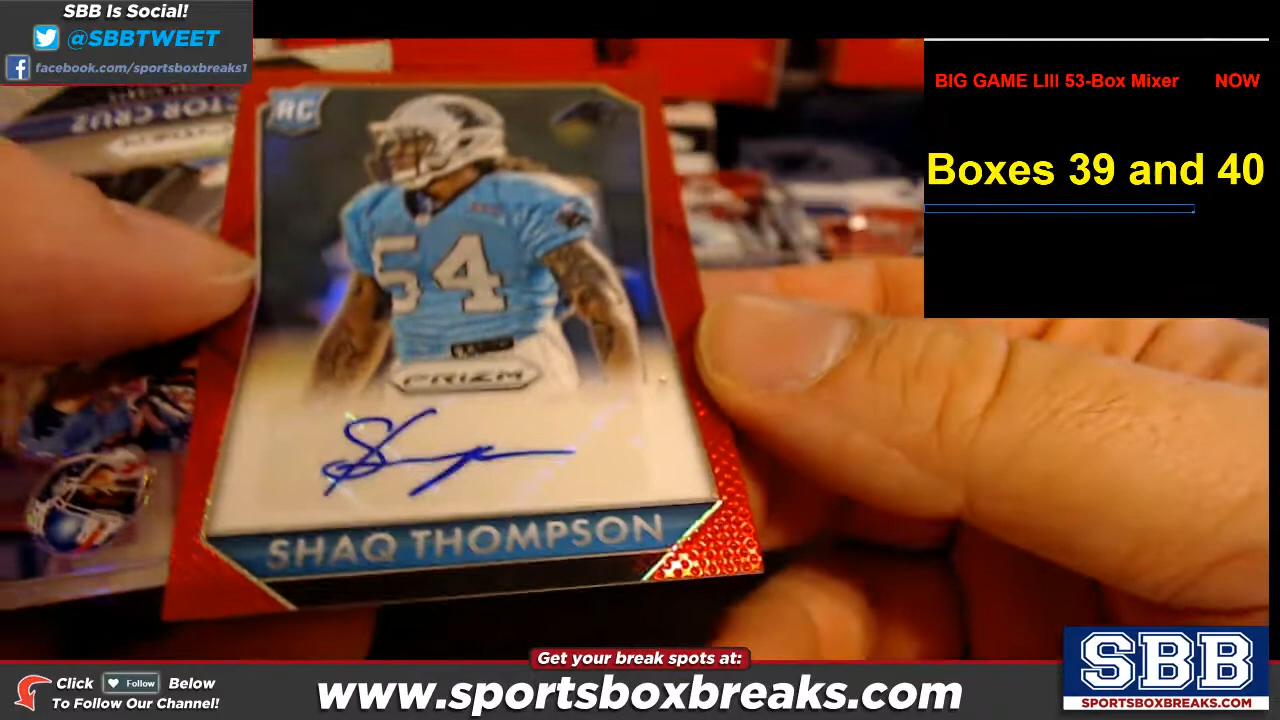 SBB Is Social!
@SBBTWEET
facebook.com/sportsboxbreaks1
BIG GAME LIII 53-Box Mixer NOW
Boxes 39 and 40
CTOR CRUZ
RC
54
PRIZM
SHAQ THOMPSON
Get your break spots at:
Click Follow Below
To Follow Our Channel!
www.sportsboxbreaks.com
SBB
SPORTSBOXBREAKS.COM